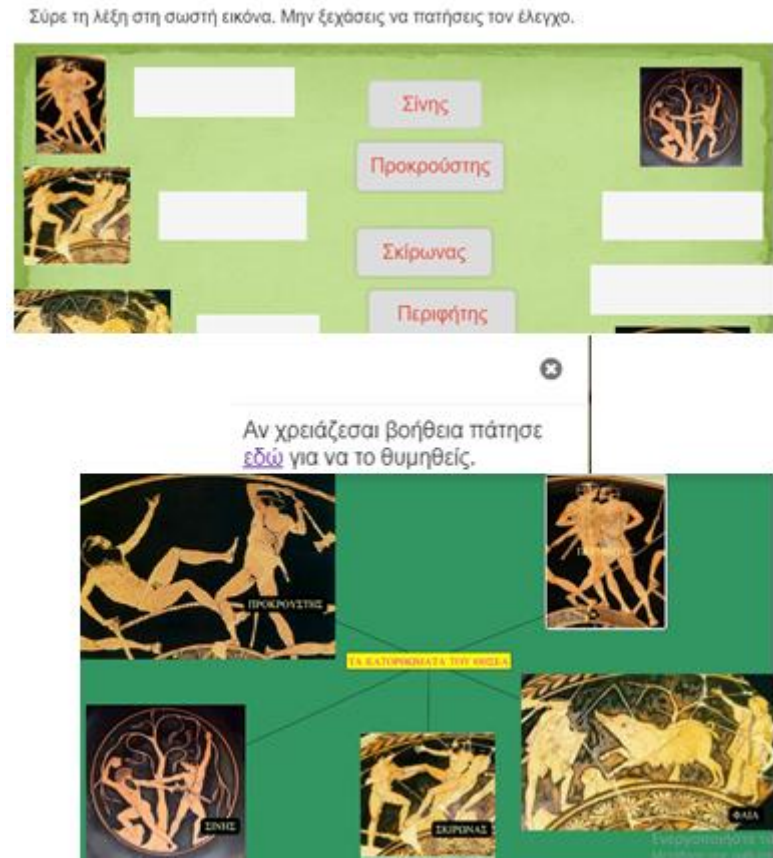 Σύρε τη λέξη στη σωστή εικόνα. Μην ξεχάσεις να πατήσεις τον έλεγχο.
Σίνης
Προκρούστης
Σκίρωνας
Περιφήτης
Αν χρειάζεσαι βοήθεια πάτησε
εδώ για να το θυμηθείς.
ΠΡΟΚΡΟΥΣΤΗΣ
ΤΑ ΚΑΤΟΡΘΩΜΑΤΑ ΤΟΥ ΘΗΣΕΑ
ΣΙΝΗΣ
ΣΚΙΡΩΝΑΣ
ΦΑΙΑ